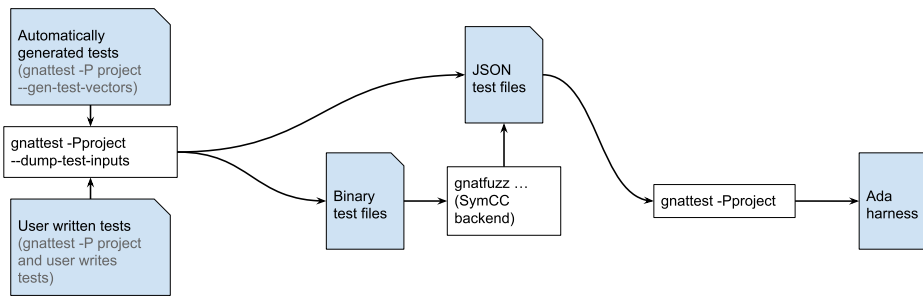 Automatically
generated tests
(gnattest -P project
--gen-test-vectors)
gnattest -Pproject
--dump-test-inputs
User written tests
(gnattest -P project
and user writes
tests)
Binary
test files
JSON
test files
gnatfuzz …
(SymCC
backend)
gnattest -Pproject
Ada
harness